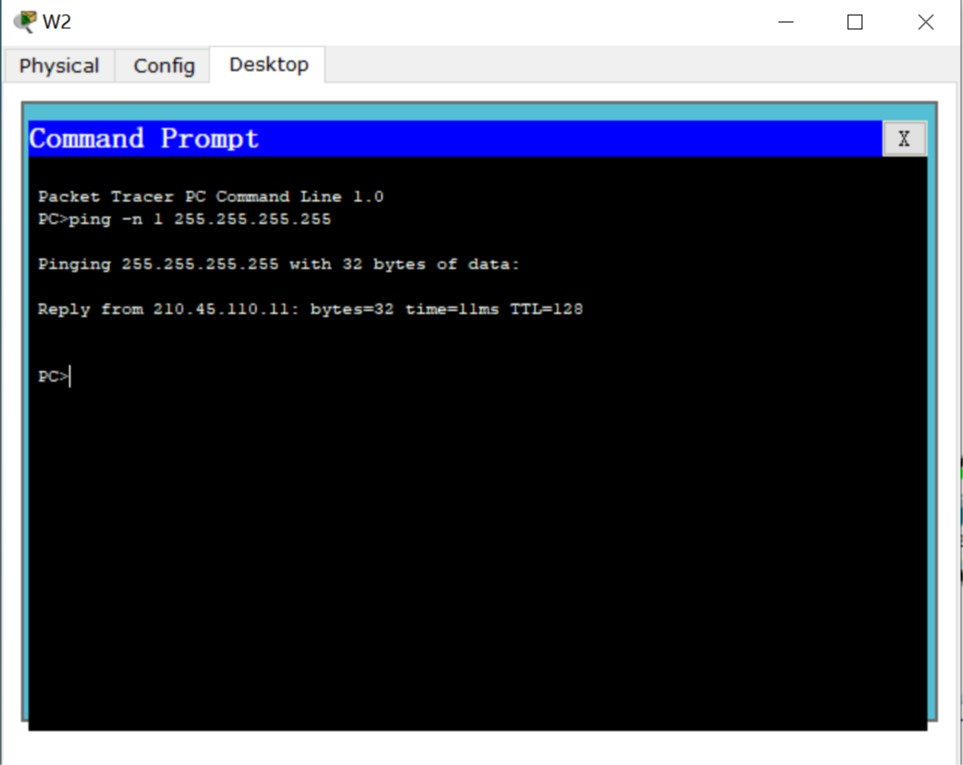 W2
Physical Config Desktop
Command Prompt
X
Packet Tracer PC Command Line 1.0
PC>ping -n 1 255.255.255.255
Pinging 255.255.255.255 with 32 bytes of data:
Reply from 210.45.110.11: bytes=32 time=11ms TTL=128
PC>